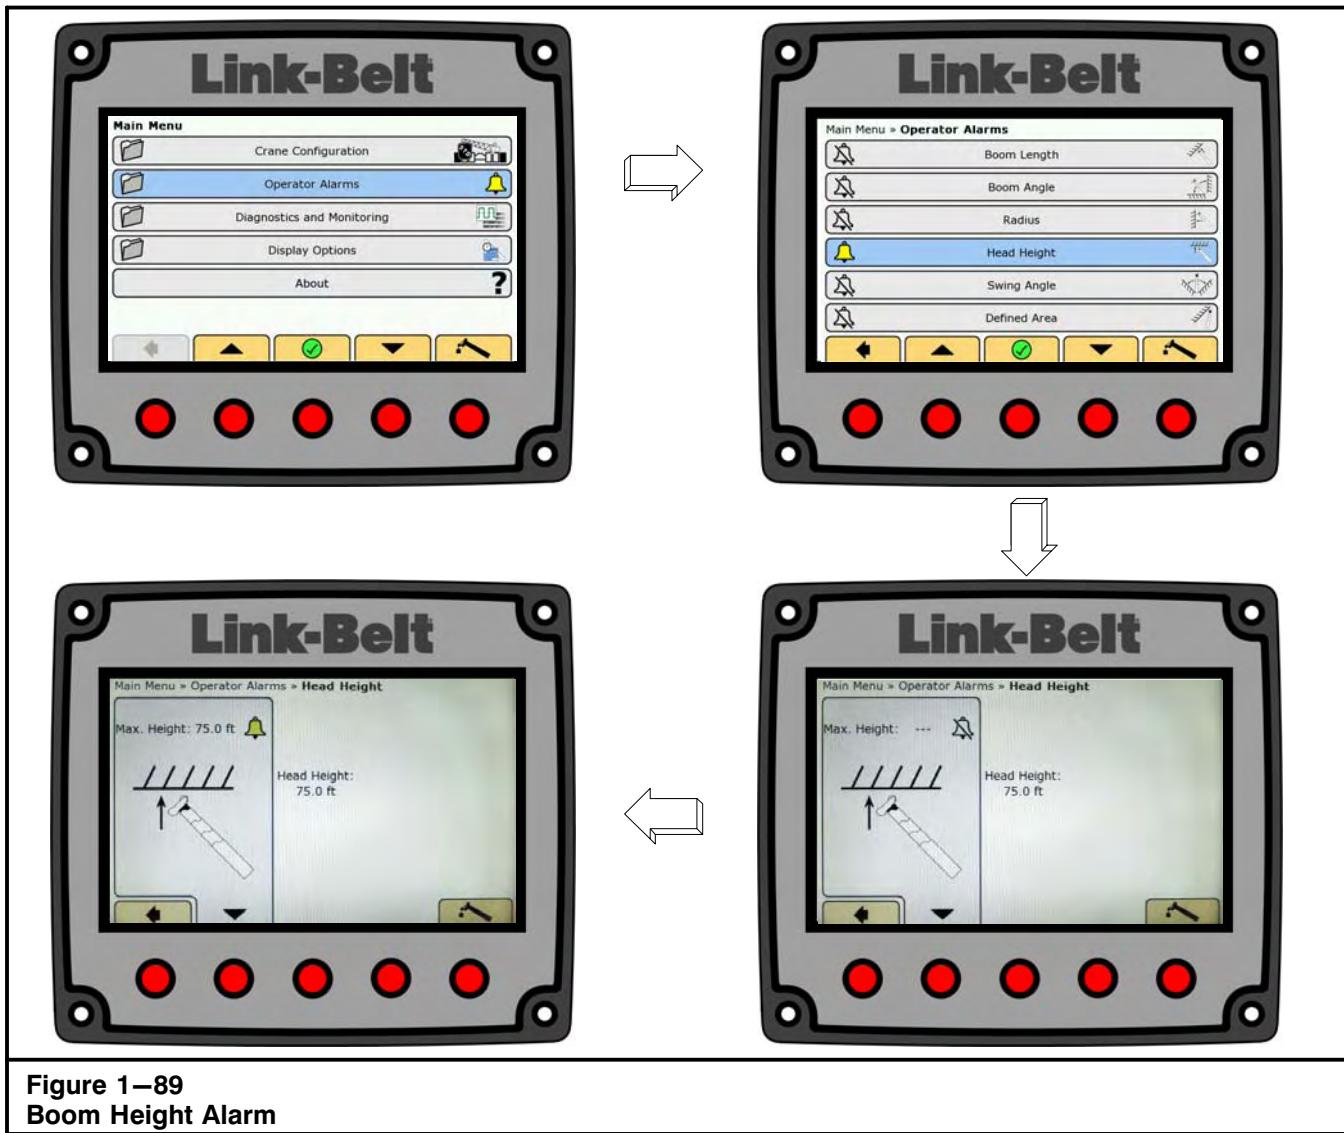 Link-Belt
Main Menu
Crane Configuration
Operator Alarms
Diagnostics and Monitoring
Display Options
About
?
Link-Belt
Main Menu » Operator Alarms
Boom Length
Boom Angle
Radius
Head Height
Swing Angle
Defined Area
Link-Belt
Main Menu » Operator Alarms » Head Height
Max. Height: 75.0 ft
Head Height:
75.0 ft
Link-Belt
Main Menu » Operator Alarms » Head Height
Max. Height: ---
Head Height:
75.0 ft
Figure 1–89
Boom Height Alarm